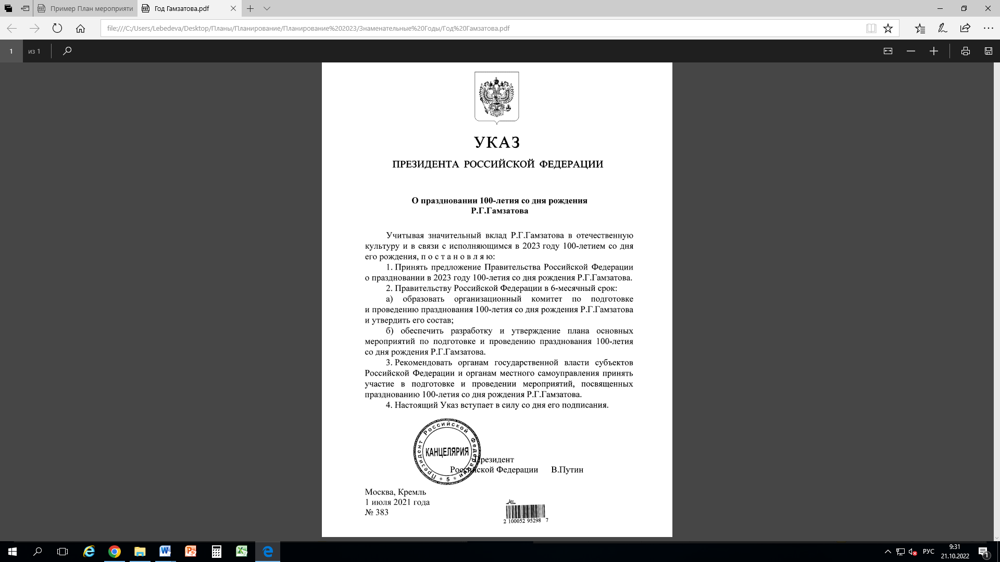 Пример План мероприяти
Год Гамзатова.pdf
file:///C:/Users/Lebedeva/Desktop/Планы/Планирование/Планирование%202023/Знаменательные%20Годы/Год%20Гамзатова.pdf
1 из 1
УКАЗ
ПРЕЗИДЕНТА РОССИЙСКОЙ ФЕДЕРАЦИИ
О праздновании 100-летия со дня рождения
Р.Г.Гамзатова
Учитывая значительный вклад Р.Г.Гамзатова в отечественную
культуру и в связи с исполняющимся в 2023 году 100-летием со дня
его рождения, п о с т а н о в л я ю:
1. Принять предложение Правительства Российской Федерации
о праздновании в 2023 году 100-летия со дня рождения Р.Г.Гамзатова.
2. Правительству Российской Федерации в 6-месячный срок:
а) образовать организационный комитет по подготовке
и проведению празднования 100-летия со дня рождения Р.Г.Гамзатова
и утвердить его состав;
б) обеспечить разработку и утверждение плана основных
мероприятий по подготовке и проведению празднования 100-летия
со дня рождения Р.Г.Гамзатова.
3. Рекомендовать органам государственной власти субъектов
Российской Федерации и органам местного самоуправления принять
участие в подготовке и проведении мероприятий, посвященных
празднованию 100-летия со дня рождения Р.Г.Гамзатова.
4. Настоящий Указ вступает в силу со дня его подписания.
Президент Российской Федерации
* 5 *
КАНЦЕЛЯРИЯ
Президент
Российской Федерации В.Путин
Москва, Кремль
1 июля 2021 года
№ 383
2 100052 95298 7
РУС
9:31
21.10.2022
1